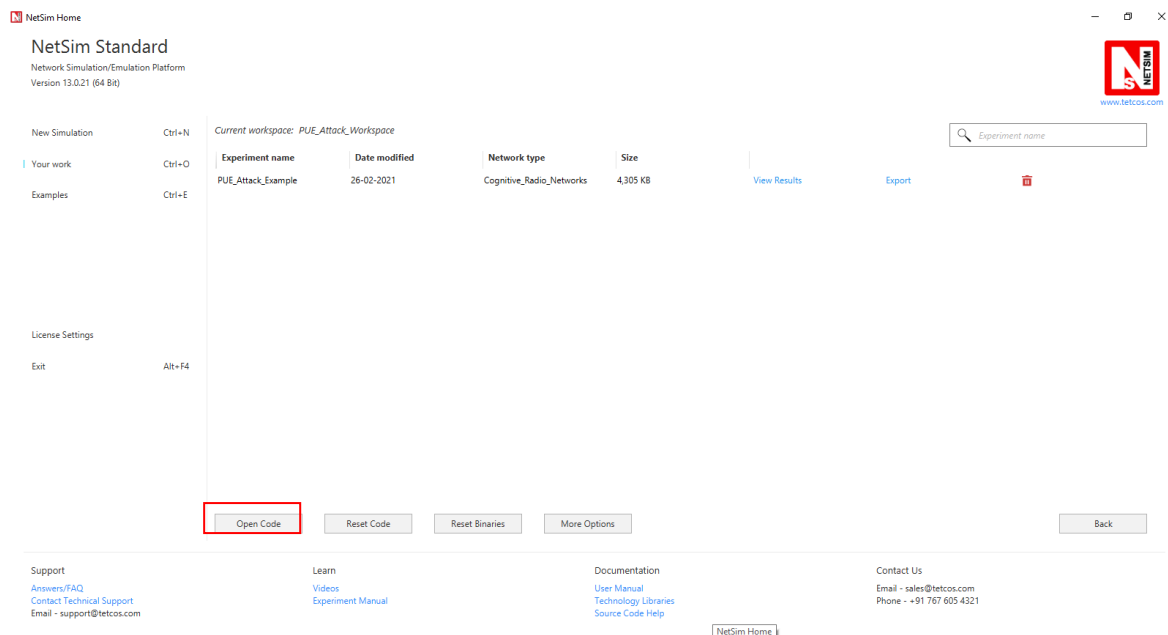 NetSim Home
NetSim Standard
Network Simulation/Emulation Platform
Version 13.0.21 (64 Bit)
N S NETSIM
www.tetcos.com
New Simulation Ctrl+N
Your work Ctrl+O
Examples Ctrl+E
License Settings
Exit Alt+F4
Current workspace: PUE_Attack_Workspace
Experiment name
Experiment name Date modified Network type Size
PUE_Attack_Example 26-02-2021 Cognitive_Radio_Networks 4,305 KB View Results Export
Open Code Reset Code Reset Binaries More Options Back
Support
Answers/FAQ
Contact Technical Support
Email - support@tetcos.com
Learn
Videos
Experiment Manual
Documentation
User Manual
Technology Libraries
Source Code Help
Contact Us
Email - sales@tetcos.com
Phone - +91 767 605 4321
NetSim Home